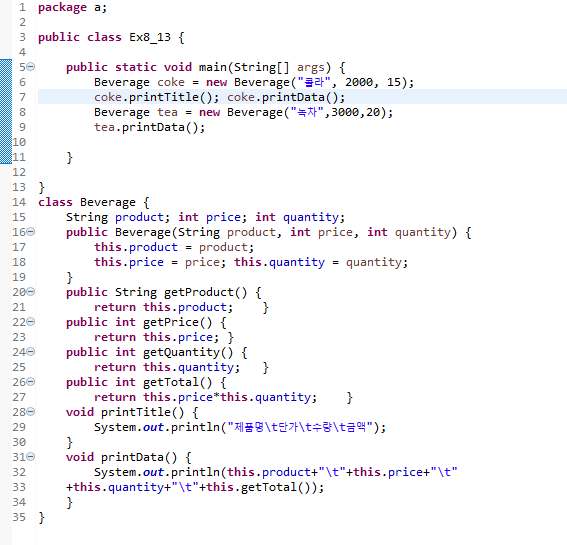 1 package a;
2
3 public class Ex8_13 {
4
5 public static void main(String[] args) {
6 Beverage coke = new Beverage("콜라", 2000, 15);
7 coke.printTitle(); coke.printData();
8 Beverage tea = new Beverage("녹차",3000,20);
9 tea.printData();
10
11 }
12
13 }
14 class Beverage {
15 String product; int price; int quantity;
16 public Beverage(String product, int price, int quantity) {
17 this.product = product;
18 this.price = price; this.quantity = quantity;
19 }
20 public String getProduct() {
21 return this.product; }
22 public int getPrice() {
23 return this.price; }
24 public int getQuantity() {
25 return this.quantity; }
26 public int getTotal() {
27 return this.price*this.quantity; }
28 void printTitle() {
29 System.out.println("제품명\t단가\t수량\t금액");
30 }
31 void printData() {
32 System.out.println(this.product+"\t"+this.price+"\t"
33 +this.quantity+"\t"+this.getTotal());
34 }
35 }